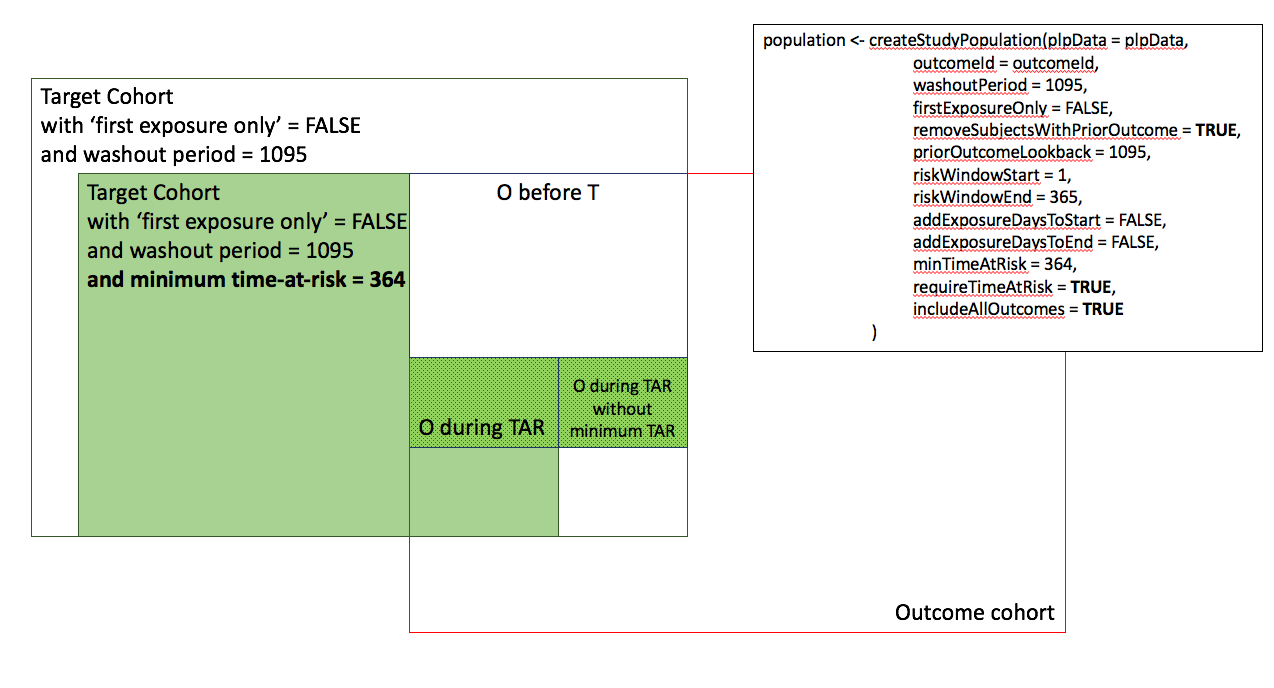 population <- createStudyPopulation(plpData = plpData,
outcomeId = outcomeId,
washoutPeriod = 1095,
firstExposureOnly = FALSE,
removeSubjectsWithPriorOutcome = TRUE,
priorOutcomeLookback = 1095,
riskWindowStart = 1,
riskWindowEnd = 365,
addExposureDaysToStart = FALSE,
addExposureDaysToEnd = FALSE,
minTimeAtRisk = 364,
requireTimeAtRisk = TRUE,
includeAllOutcomes = TRUE
)
Target Cohort
with ‘first exposure only’ = FALSE
and washout period = 1095
Target Cohort
with ‘first exposure only’ = FALSE
and washout period = 1095
and minimum time-at-risk = 364
O before T
O during TAR
O during TAR
without
minimum TAR
Outcome cohort